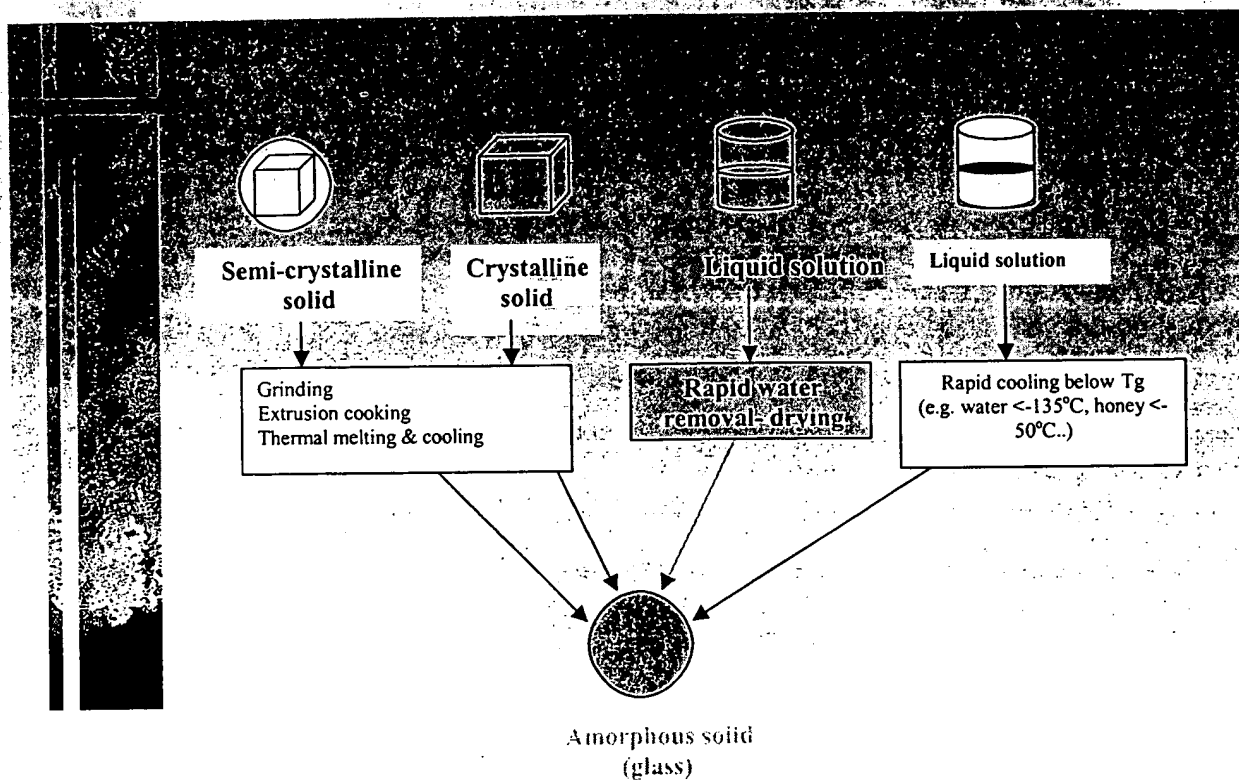 Semi-crystalline
solid
Crystalline
solid
Liquid solution
Liquid solution
Grinding
Extrusion cooking
Thermal melting & cooling
Rapid water
removal- drying
Rapid cooling below Tg
(e.g. water <-135°C, honey <-
50°C..)
Amorphous solid
(glass)